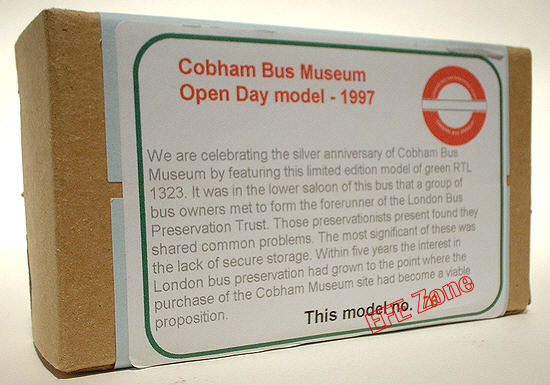 Cobham Bus Museum
Open Day model - 1997
We are celebrating the silver anniversary of Cobham Bus
Museum by featuring this limited edition model of green RTL
1323. It was in the lower saloon of this bus that a group of
bus owners met to form the forerunner of the London Bus
Preservation Trust. Those preservationists present found they
shared common problems. The most significant of these was
the lack of secure storage. Within five years the interest in
London bus preservation had grown to the point where the
purchase of the Cobham Museum site had become a viable
proposition.
This model no.
EFL Zone